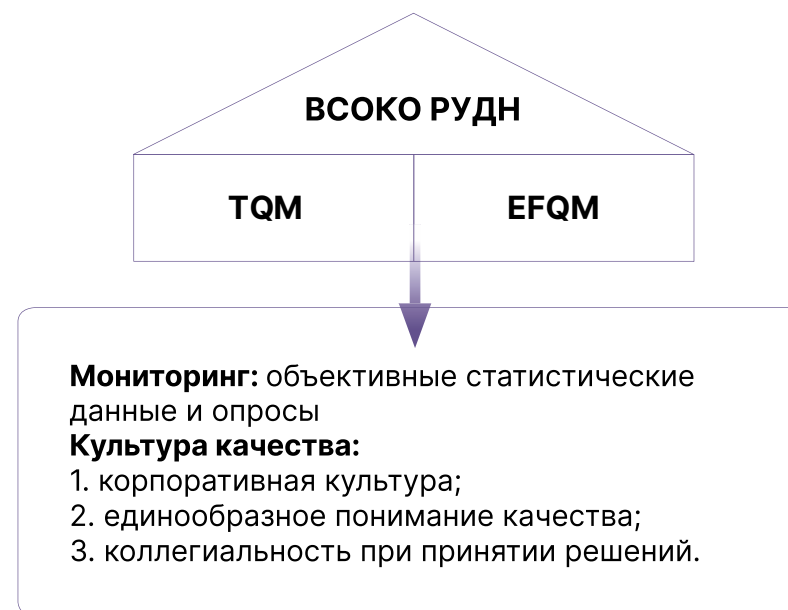 ВСОКО РУДН
TQM
EFQM
Мониторинг: объективные статистические
данные и опросы
Культура качества:
1. корпоративная культура;
2. единообразное понимание качества;
3. коллегиальность при принятии решений.